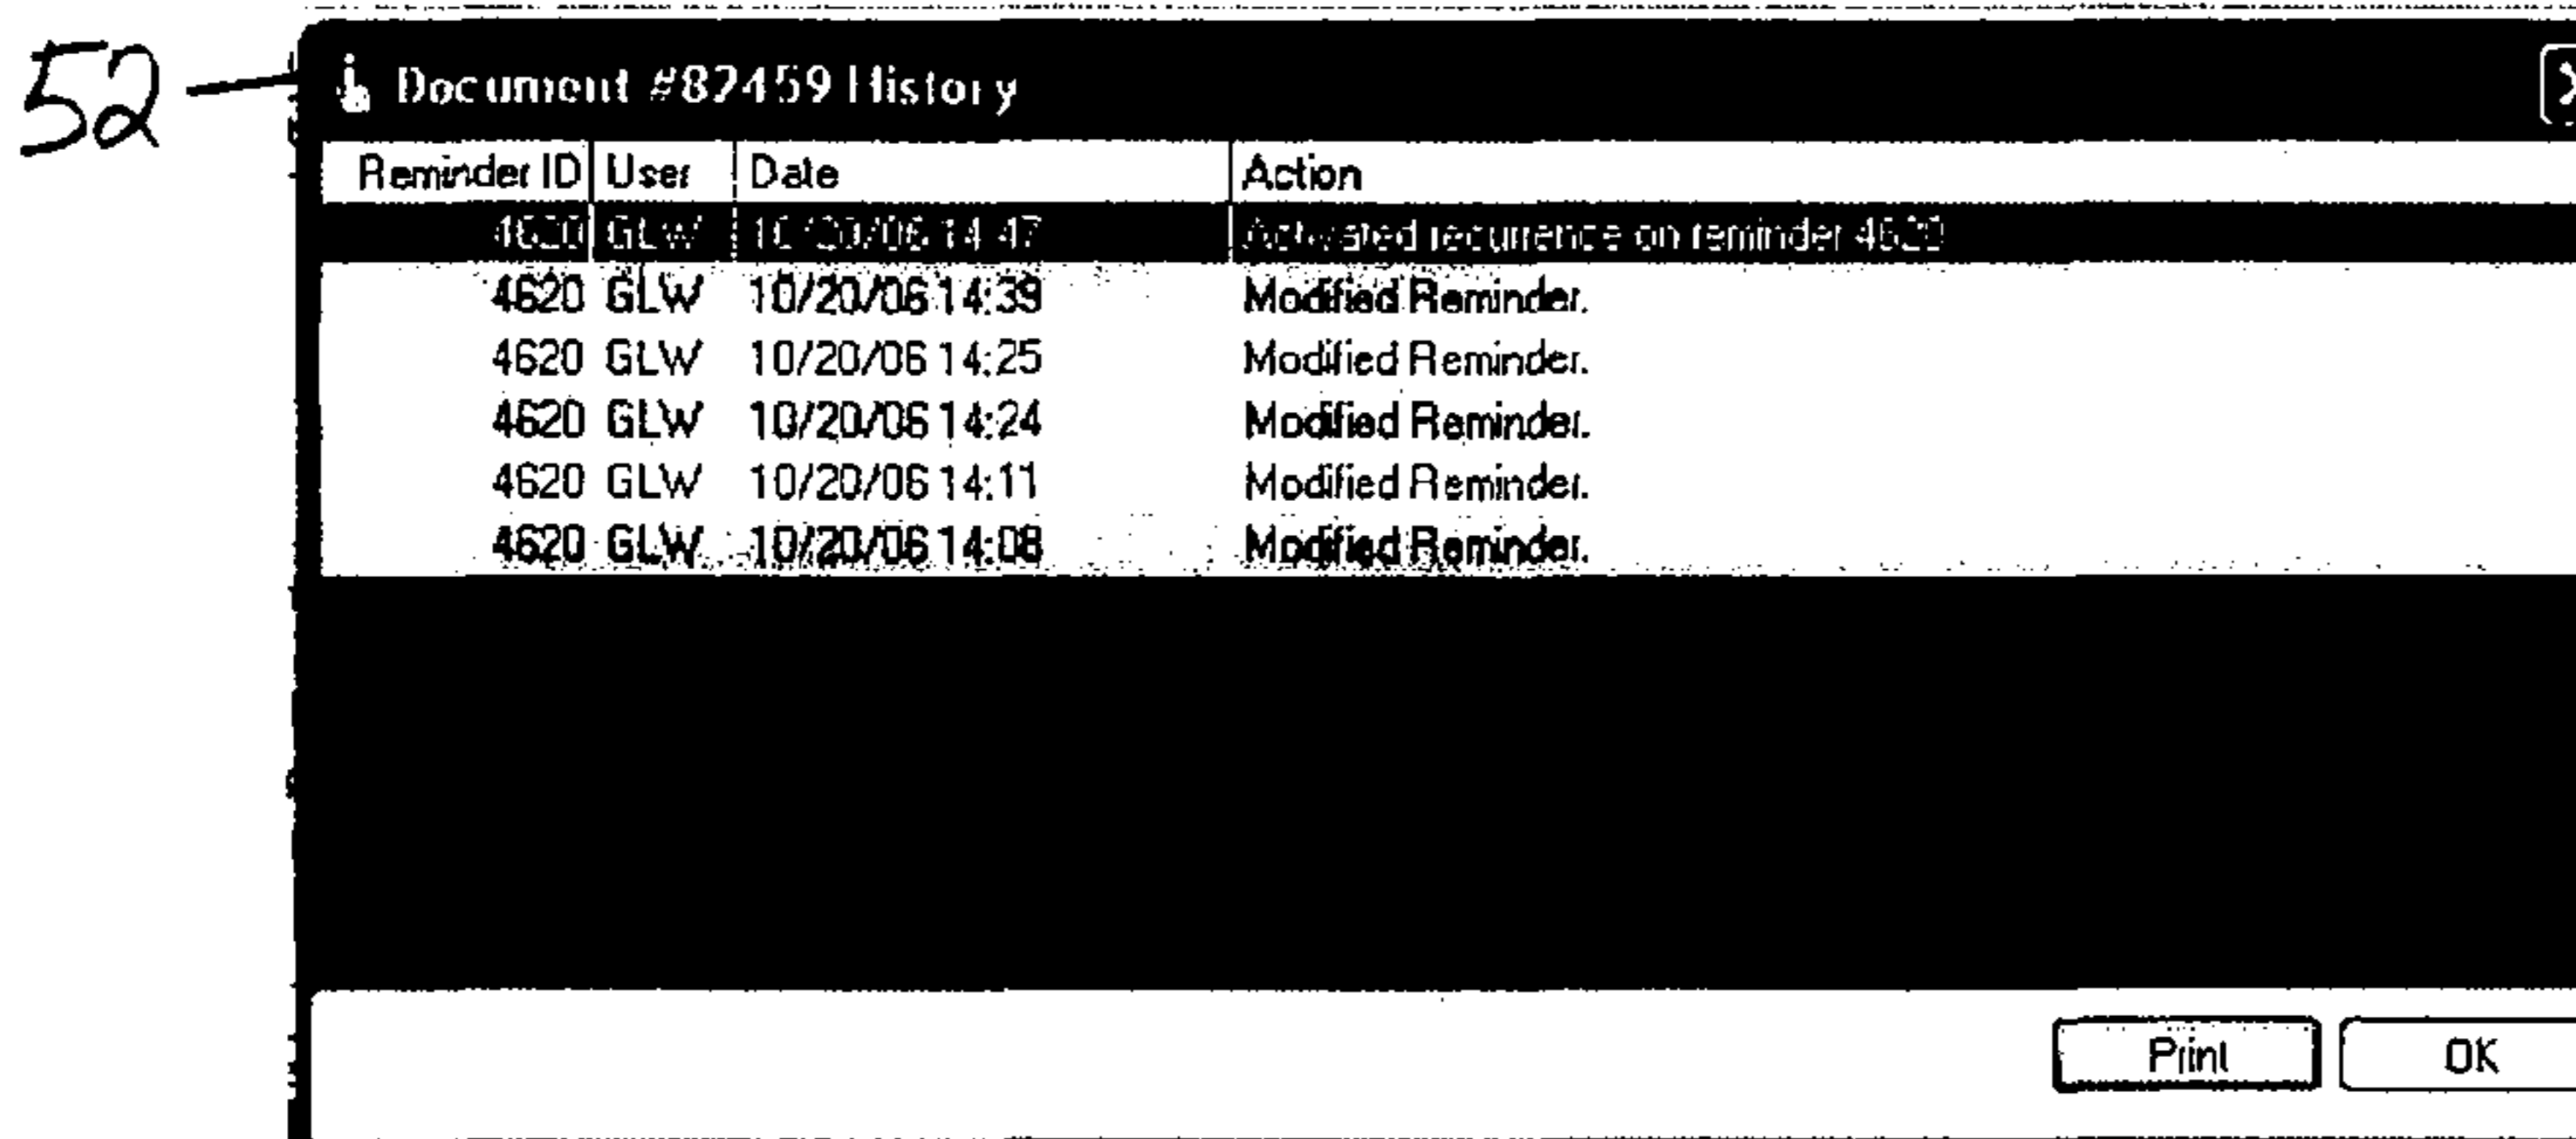 52
Document #82459 History
Reminder ID User Date Action
4620 GLW 10/20/06 14:47 Activated recurrence on reminder 4620
4620 GLW 10/20/06 14:39 Modified Reminder.
4620 GLW 10/20/06 14:25 Modified Reminder.
4620 GLW 10/20/06 14:24 Modified Reminder.
4620 GLW 10/20/06 14:11 Modified Reminder.
4620 GLW 10/20/06 14:08 Modified Reminder.
Print OK